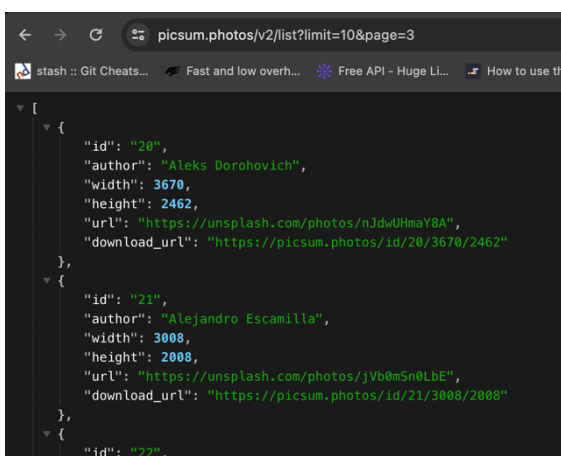 picsum.photos/v2/list?limit=10&page=3
stash :: Git Cheats... Fast and low overh... Free API - Huge Li... How to use th
[
{
"id": "20",
"author": "Aleks Dorohovich",
"width": 3670,
"height": 2462,
"url": "https://unsplash.com/photos/nJdwUHmaY8A",
"download_url": "https://picsum.photos/id/20/3670/2462"
},
{
"id": "21",
"author": "Alejandro Escamilla",
"width": 3008,
"height": 2008,
"url": "https://unsplash.com/photos/jVb0mSn0LbE",
"download_url": "https://picsum.photos/id/21/3008/2008"
},
{
"id": "22",